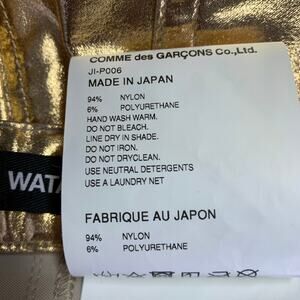 COMME des GARÇONS Co.,Ltd.
JI-P006
MADE IN JAPAN
94% NYLON
6% POLYURETHANE
HAND WASH WARM.
DO NOT BLEACH.
LINE DRY IN SHADE.
DO NOT IRON.
DO NOT DRYCLEAN.
USE NEUTRAL DETERGENTS
USE A LAUNDRY NET
WATA
FABRIQUE AU JAPON
94% NYLON
6% POLYURETHANE